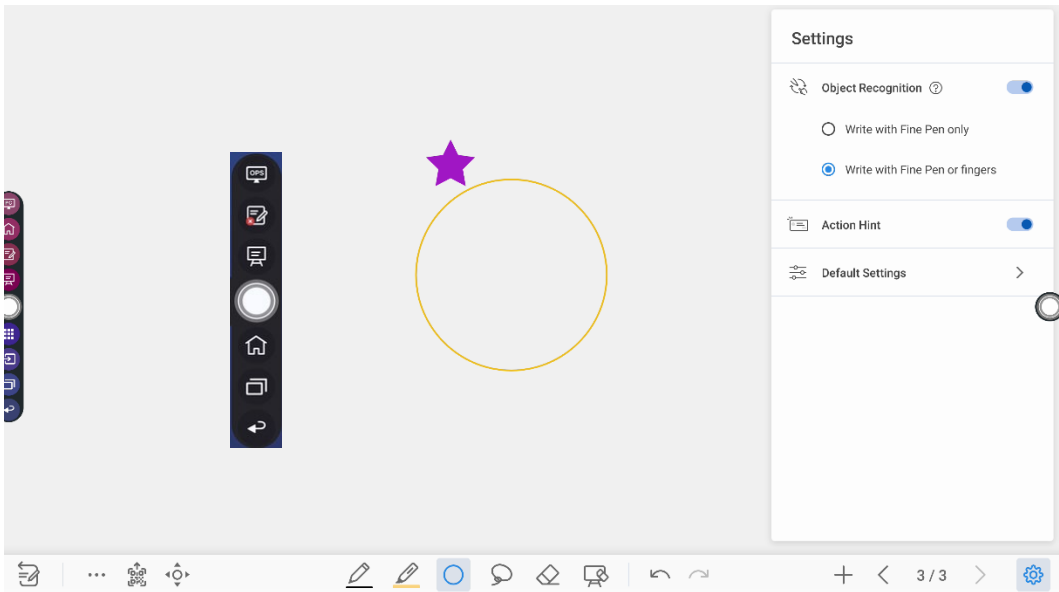 Settings
Object Recognition ?
Write with Fine Pen only
Write with Fine Pen or fingers
Action Hint
Default Settings
OPS
3 / 3